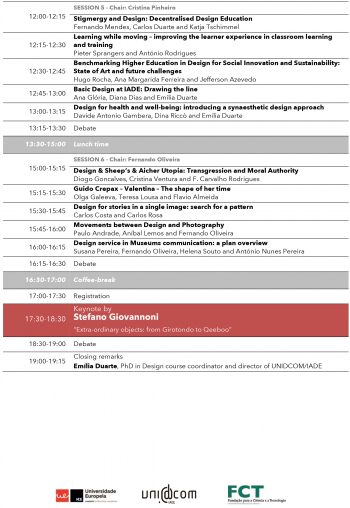 SESSION 5 - Chair: Cristina Pinheiro
12:00-12:15 Stigmergy and Design: Decentralised Design Education
Fernando Mendes, Carlos Duarte and Katja Tschimmel
12:15-12:30 Learning while moving – improving the learner experience in classroom learning
and training
Pieter Sprangers and António Rodrigues
12:30-12:45 Benchmarking Higher Education in Design for Social Innovation and Sustainability:
State of Art and future challenges
Hugo Rocha, Ana Margarida Ferreira and Jefferson Azevedo
12:45-13:00 Basic Design at IADE: Drawing the line
Ana Glória, Diana Dias and Emília Duarte
13:00-13:15 Design for health and well-being: introducing a synaesthetic design approach
Davide Antonio Gambera, Dina Riccò and Emília Duarte
13:15-13:30 Debate
13:30-15:00 Lunch time
SESSION 6 - Chair: Fernando Oliveira
15:00-15:15 Design & Sheep's & Aicher Utopia: Transgression and Moral Authority
Diogo Goncalves, Cristina Ventura and F. Carvalho Rodrigues
15:15-15:30 Guido Crepax – Valentina – The shape of her time
Olga Galeeva, Teresa Lousa and Flavio Almeida
15:30-15:45 Design for stories in a single image: search for a pattern
Carlos Costa and Carlos Rosa
15:45-16:00 Movements between Design and Photography
Paulo Andrade, Aníbal Lemos and Fernando Oliveira
16:00-16:15 Design service in Museums communication: a plan overview
Susana Pereira, Fernando Oliveira, Helena Souto and António Nunes Pereira
16:15-16:30 Debate
16:30-17:00 Coffee-break
17:00-17:30 Registration
17:30-18:30 Keynote by
Stefano Giovannoni
"Extra-ordinary objects: from Girotondo to Qeeboo"
18:30-19:00 Debate
19:00-19:15 Closing remarks
Emília Duarte, PhD in Design course coordinator and director of UNIDCOM/IADE
Universidade
Europeia
unidcom
IADE
FCT
Fundação para a Ciência e a Tecnologia